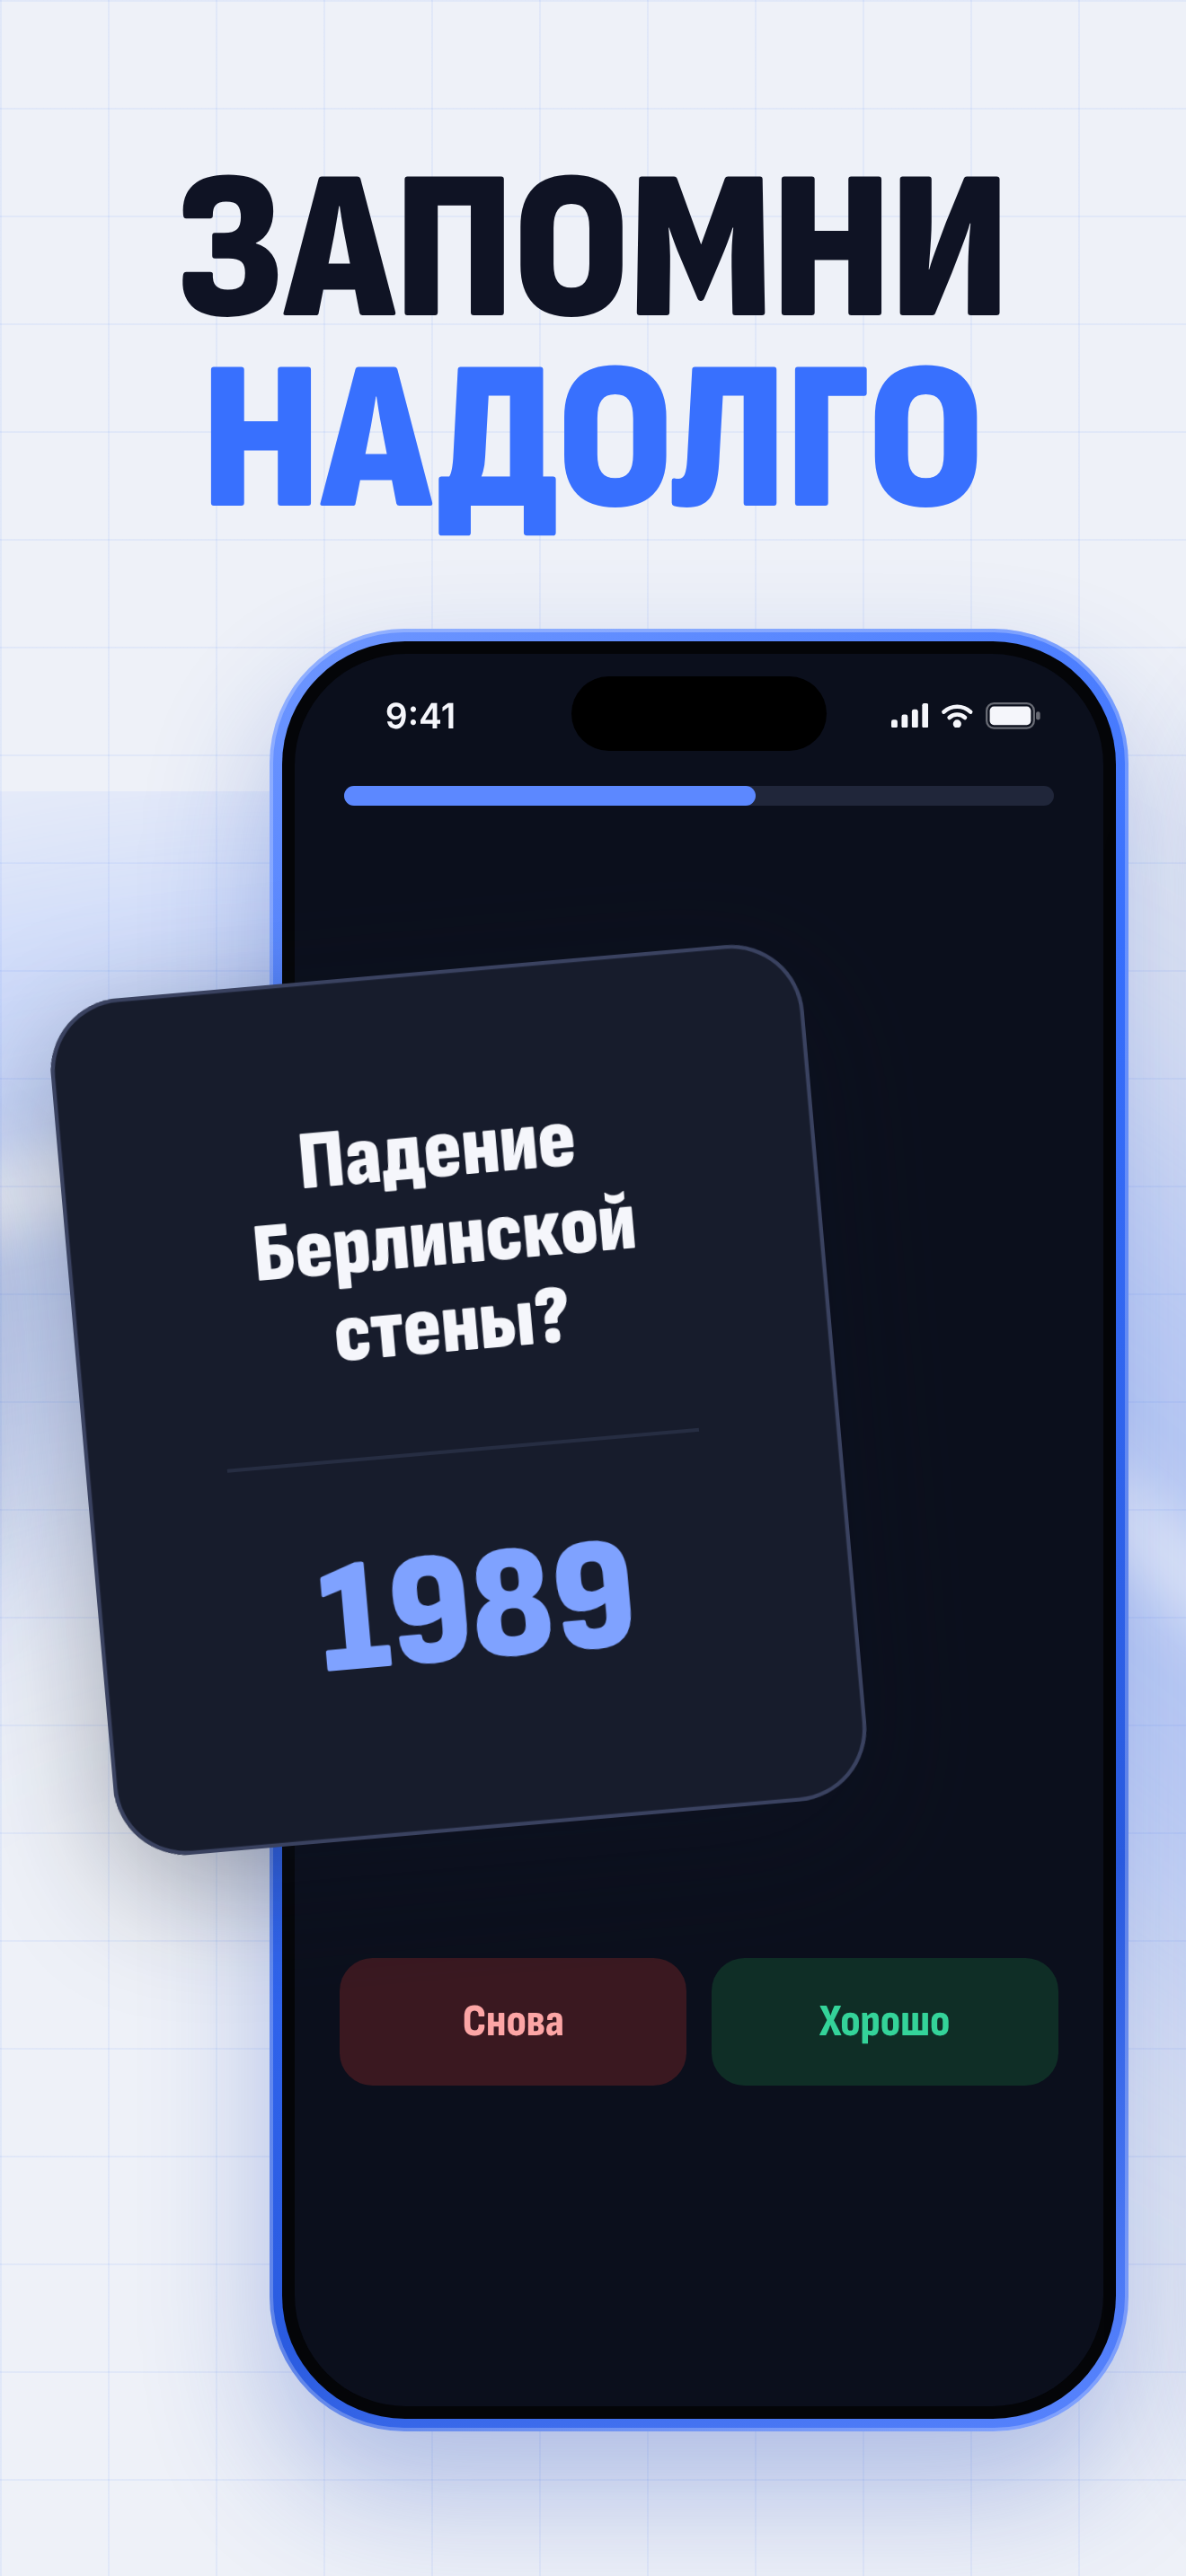 ЗАПОМНИ
НАДОЛГО
9:41
Падение
Берлинской
стены?
1989
Снова
Хорошо